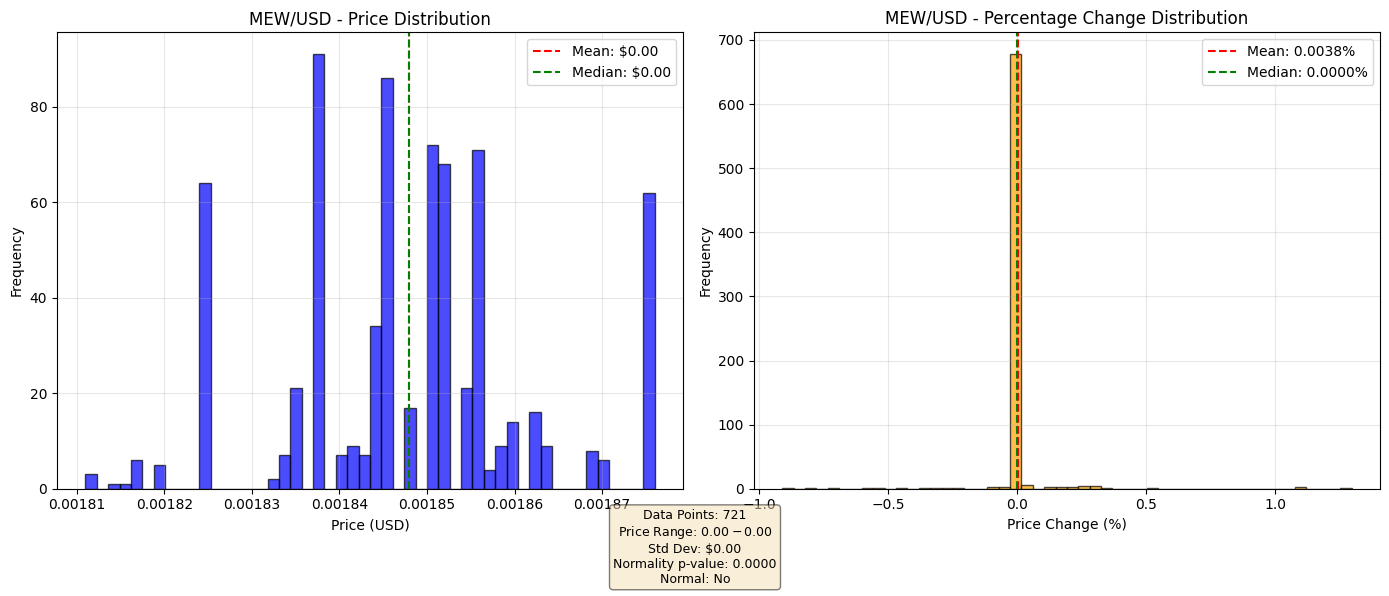 MEW/USD - Price Distribution
Frequency
80
60
40
20
0
Mean: $0.00
Median: $0.00
0.00181 0.00182 0.00183 0.00184 0.00185 0.00186 0.00187
Price (USD)
MEW/USD - Percentage Change Distribution
Frequency
700
600
500
400
300
200
100
0
Mean: 0.0038%
Median: 0.0000%
−1.0 −0.5 0.0 0.5 1.0
Price Change (%)
Data Points: 721
Price Range: 0.00 − 0.00
Std Dev: $0.00
Normality p-value: 0.0000
Normal: No